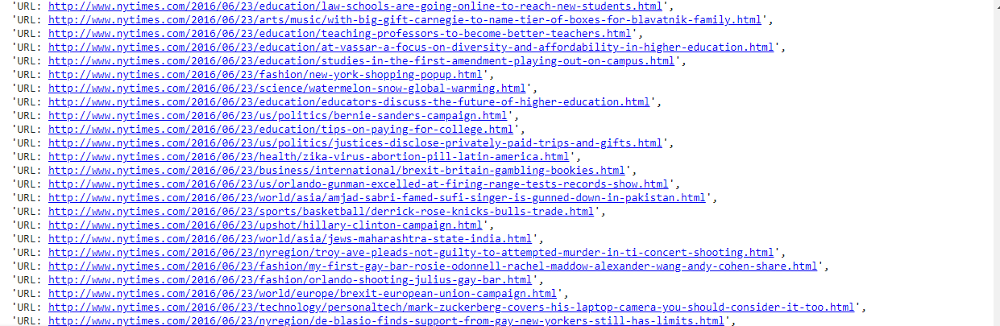 'URL: http://www.nytimes.com/2016/06/23/education/law-schools-are-going-online-to-reach-new-students.html',
'URL: http://www.nytimes.com/2016/06/23/arts/music/with-big-gift-carnegie-to-name-tier-of-boxes-for-blavatnik-family.html',
'URL: http://www.nytimes.com/2016/06/23/education/teaching-professors-to-become-better-teachers.html',
'URL: http://www.nytimes.com/2016/06/23/education/at-vassar-a-focus-on-diversity-and-affordability-in-higher-education.html',
'URL: http://www.nytimes.com/2016/06/23/education/studies-in-the-first-amendment-playing-out-on-campus.html',
'URL: http://www.nytimes.com/2016/06/23/fashion/new-york-shopping-popup.html',
'URL: http://www.nytimes.com/2016/06/23/science/watermelon-snow-global-warming.html',
'URL: http://www.nytimes.com/2016/06/23/education/educators-discuss-the-future-of-higher-education.html',
'URL: http://www.nytimes.com/2016/06/23/us/politics/bernie-sanders-campaign.html',
'URL: http://www.nytimes.com/2016/06/23/education/tips-on-paying-for-college.html',
'URL: http://www.nytimes.com/2016/06/23/us/politics/justices-disclose-privately-paid-trips-and-gifts.html',
'URL: http://www.nytimes.com/2016/06/23/health/zika-virus-abortion-pill-latin-america.html',
'URL: http://www.nytimes.com/2016/06/23/business/international/brexit-britain-gambling-bookies.html',
'URL: http://www.nytimes.com/2016/06/23/us/orlando-gunman-excelled-at-firing-range-tests-records-show.html',
'URL: http://www.nytimes.com/2016/06/23/world/asia/amjad-sabri-famed-sufi-singer-is-gunned-down-in-pakistan.html',
'URL: http://www.nytimes.com/2016/06/23/sports/basketball/derrick-rose-knicks-bulls-trade.html',
'URL: http://www.nytimes.com/2016/06/23/upshot/hillary-clinton-campaign.html',
'URL: http://www.nytimes.com/2016/06/23/world/asia/jews-maharashtra-state-india.html',
'URL: http://www.nytimes.com/2016/06/23/nyregion/troy-ave-pleads-not-guilty-to-attempted-murder-in-ti-concert-shooting.html',
'URL: http://www.nytimes.com/2016/06/23/fashion/my-first-gay-bar-rosie-odonnell-rachel-maddow-alexander-wang-andy-cohen-share.html',
'URL: http://www.nytimes.com/2016/06/23/fashion/orlando-shooting-julius-gay-bar.html',
'URL: http://www.nytimes.com/2016/06/23/world/europe/brexit-european-union-campaign.html',
'URL: http://www.nytimes.com/2016/06/23/technology/personaltech/mark-zuckerberg-covers-his-laptop-camera-you-should-consider-it-too.html',
'URL: http://www.nytimes.com/2016/06/23/nyregion/de-blasio-finds-support-from-gay-new-yorkers-still-has-limits.html',